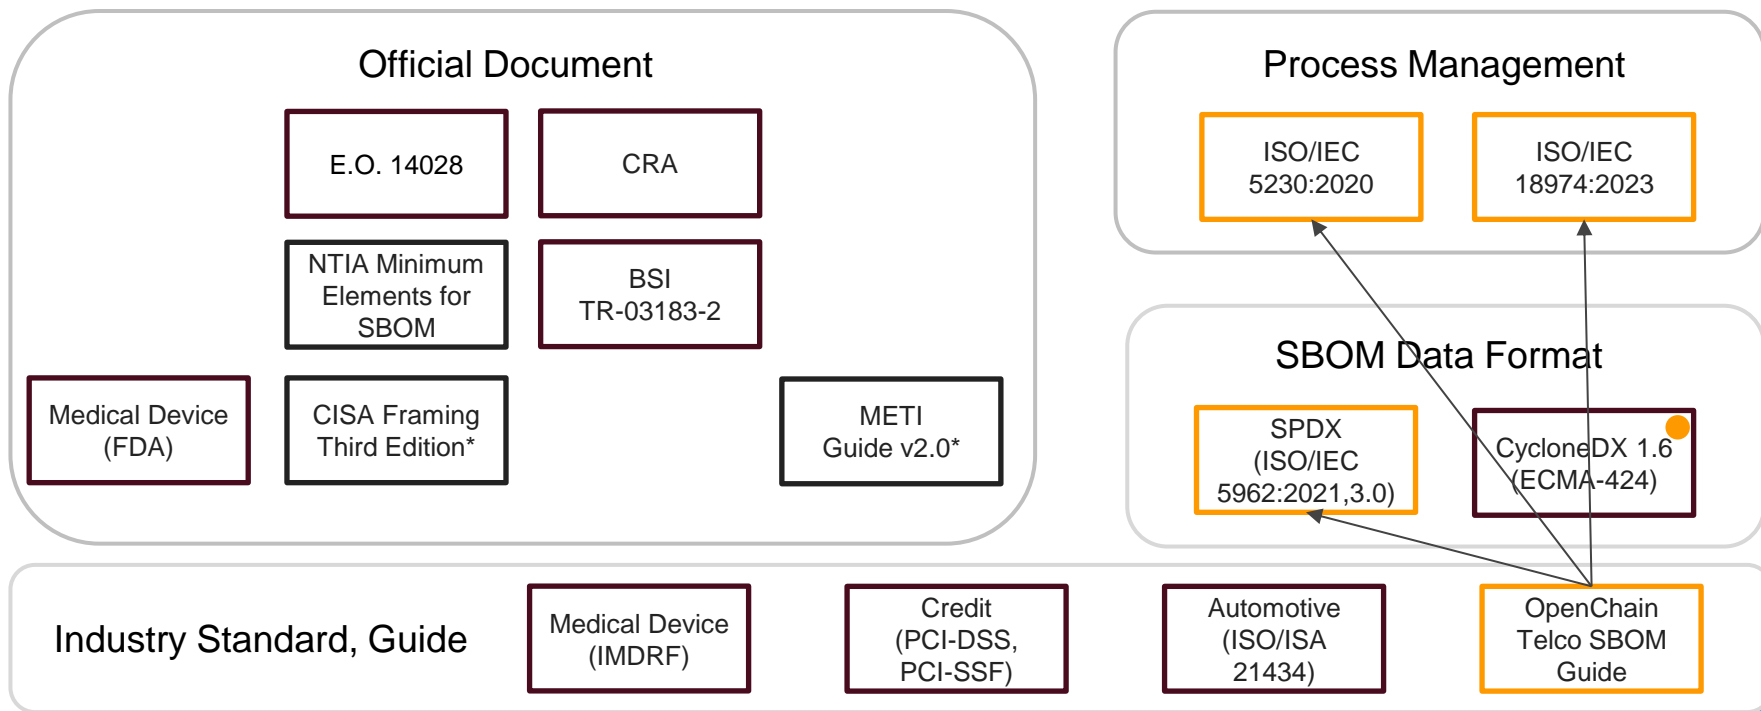 Official Document
E.O. 14028
CRA
NTIA Minimum
Elements for
SBOM
BSI
TR-03183-2
Medical Device
(FDA)
CISA Framing
Third Edition*
METI
Guide v2.0*
Process Management
ISO/IEC
5230:2020
ISO/IEC
18974:2023
SBOM Data Format
SPDX
(ISO/IEC
5962:2021,3.0)
CycloneDX 1.6
(ECMA-424)
Industry Standard, Guide
Medical Device
(IMDRF)
Credit
(PCI-DSS,
PCI-SSF)
Automotive
(ISO/ISA
21434)
OpenChain
Telco SBOM
Guide